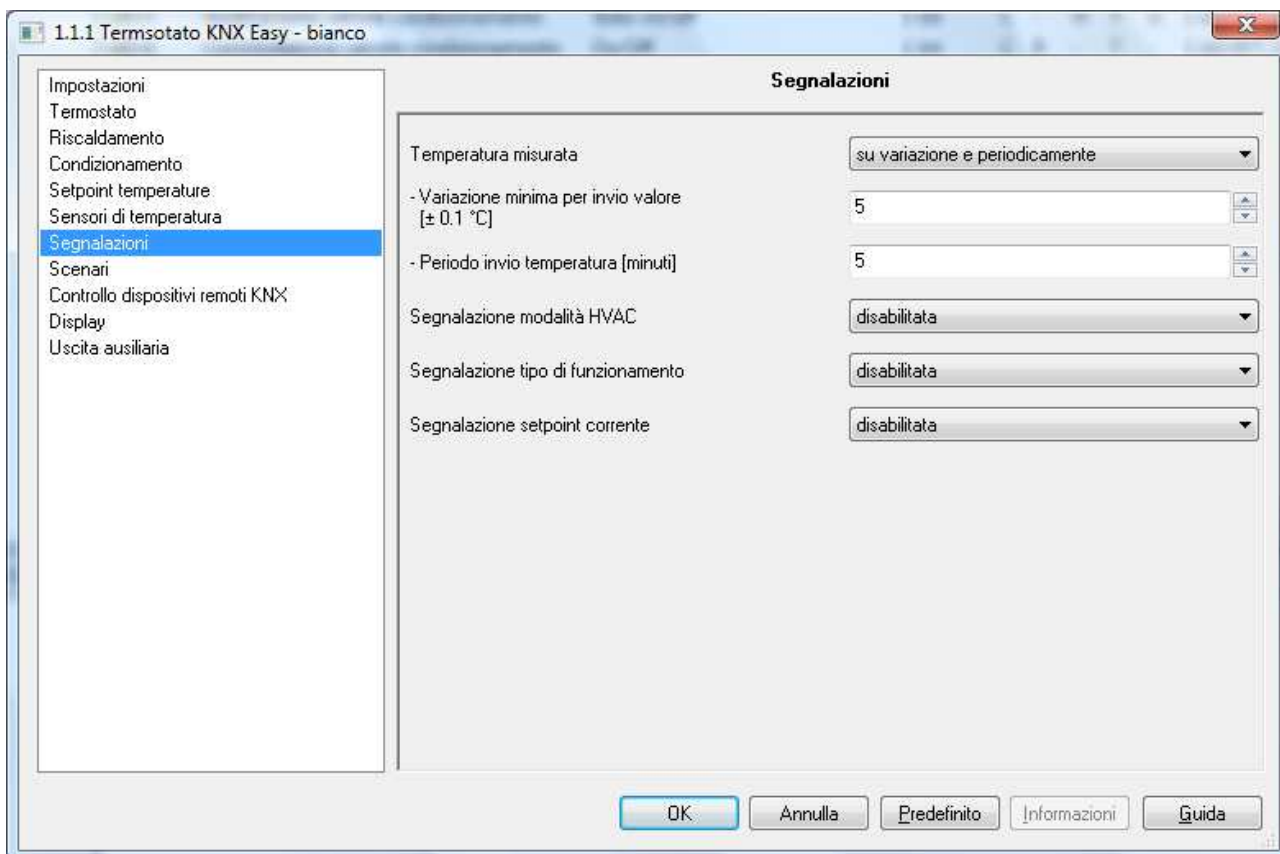 1.1.1 Termsotato KNX Easy - bianco
Impostazioni
Termostato
Riscaldamento
Condizionamento
Setpoint temperature
Sensori di temperatura
Segnalazioni
Scenari
Controllo dispositivi remoti KNX
Display
Uscita ausiliaria
Segnalazioni
Temperatura misurata
su variazione e periodicamente
- Variazione minima per invio valore
[± 0.1 °C]
5
- Periodo invio temperatura [minuti]
5
Segnalazione modalità HVAC
disabilitata
Segnalazione tipo di funzionamento
disabilitata
Segnalazione setpoint corrente
disabilitata
OK
Annulla
Predefinito
Informazioni
Guida